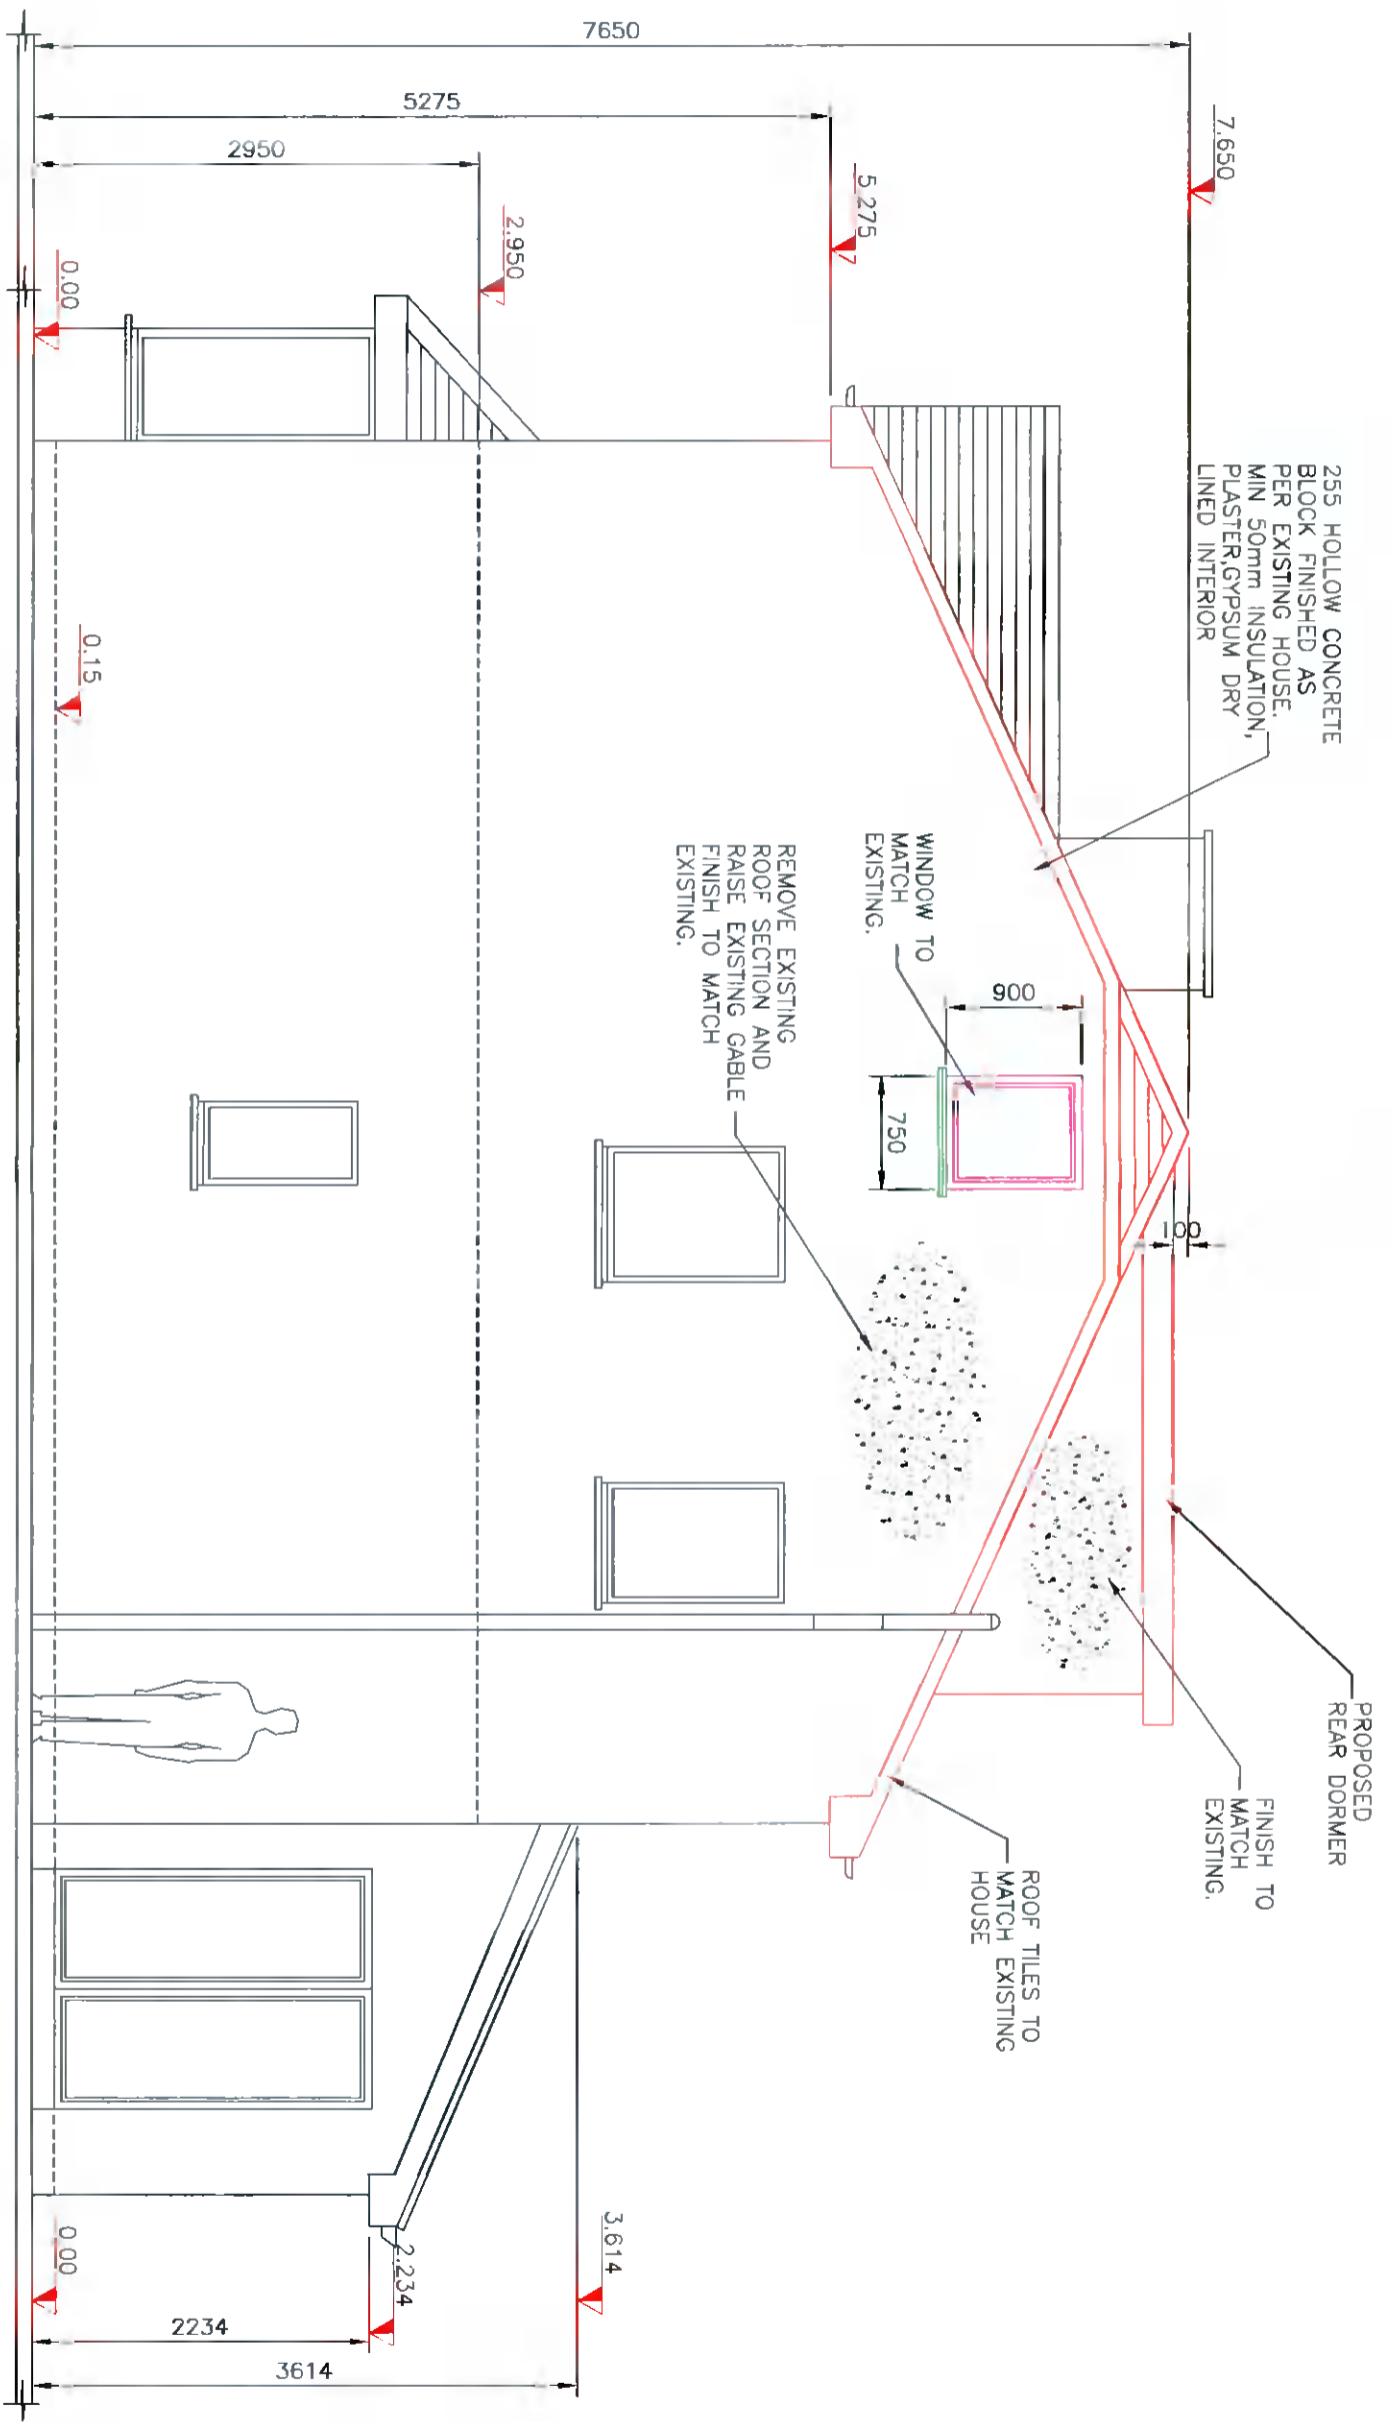 7650
5275
2950
7.650
5.275
2.950
0.00
0.15
255 HOLLOW CONCRETE
BLOCK FINISHED AS
PER EXISTING HOUSE.
MIN 50mm INSULATION,
PLASTER,GYPSUM DRY
LINED INTERIOR
WINDOW TO
MATCH
EXISTING.
REMOVE EXISTING
ROOF SECTION AND
RAISE EXISTING GABLE
FINISH TO MATCH
EXISTING.
900
750
100
PROPOSED
REAR DORMER
FINISH TO
MATCH
EXISTING.
ROOF TILES TO
MATCH EXISTING
HOUSE
3.614
2.234
0.00
2234
3614